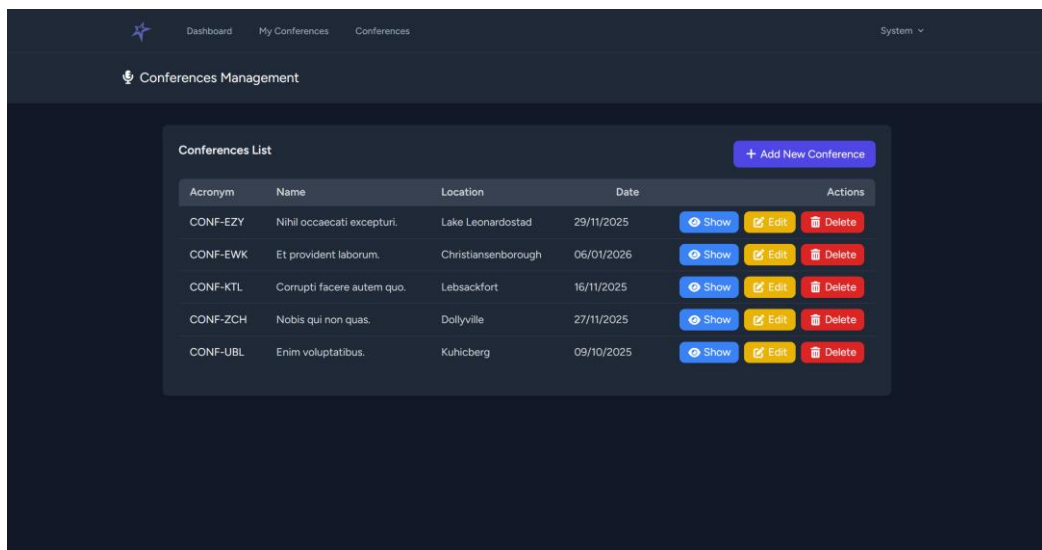 Dashboard My Conferences Conferences System
Conferences Management
Conferences List + Add New Conference
Acronym Name Location Date Actions
CONF-EZY Nihil occaecati excepturi. Lake Leonardostad 29/11/2025 Show Edit Delete
CONF-EWK Et provident laborum. Christiansenborough 06/01/2026 Show Edit Delete
CONF-KTL Corrupti facere autem quo. Lebsackfort 16/11/2025 Show Edit Delete
CONF-ZCH Nobis qui non quas. Dollyville 27/11/2025 Show Edit Delete
CONF-UBL Enim voluptatibus. Kuhicberg 09/10/2025 Show Edit Delete